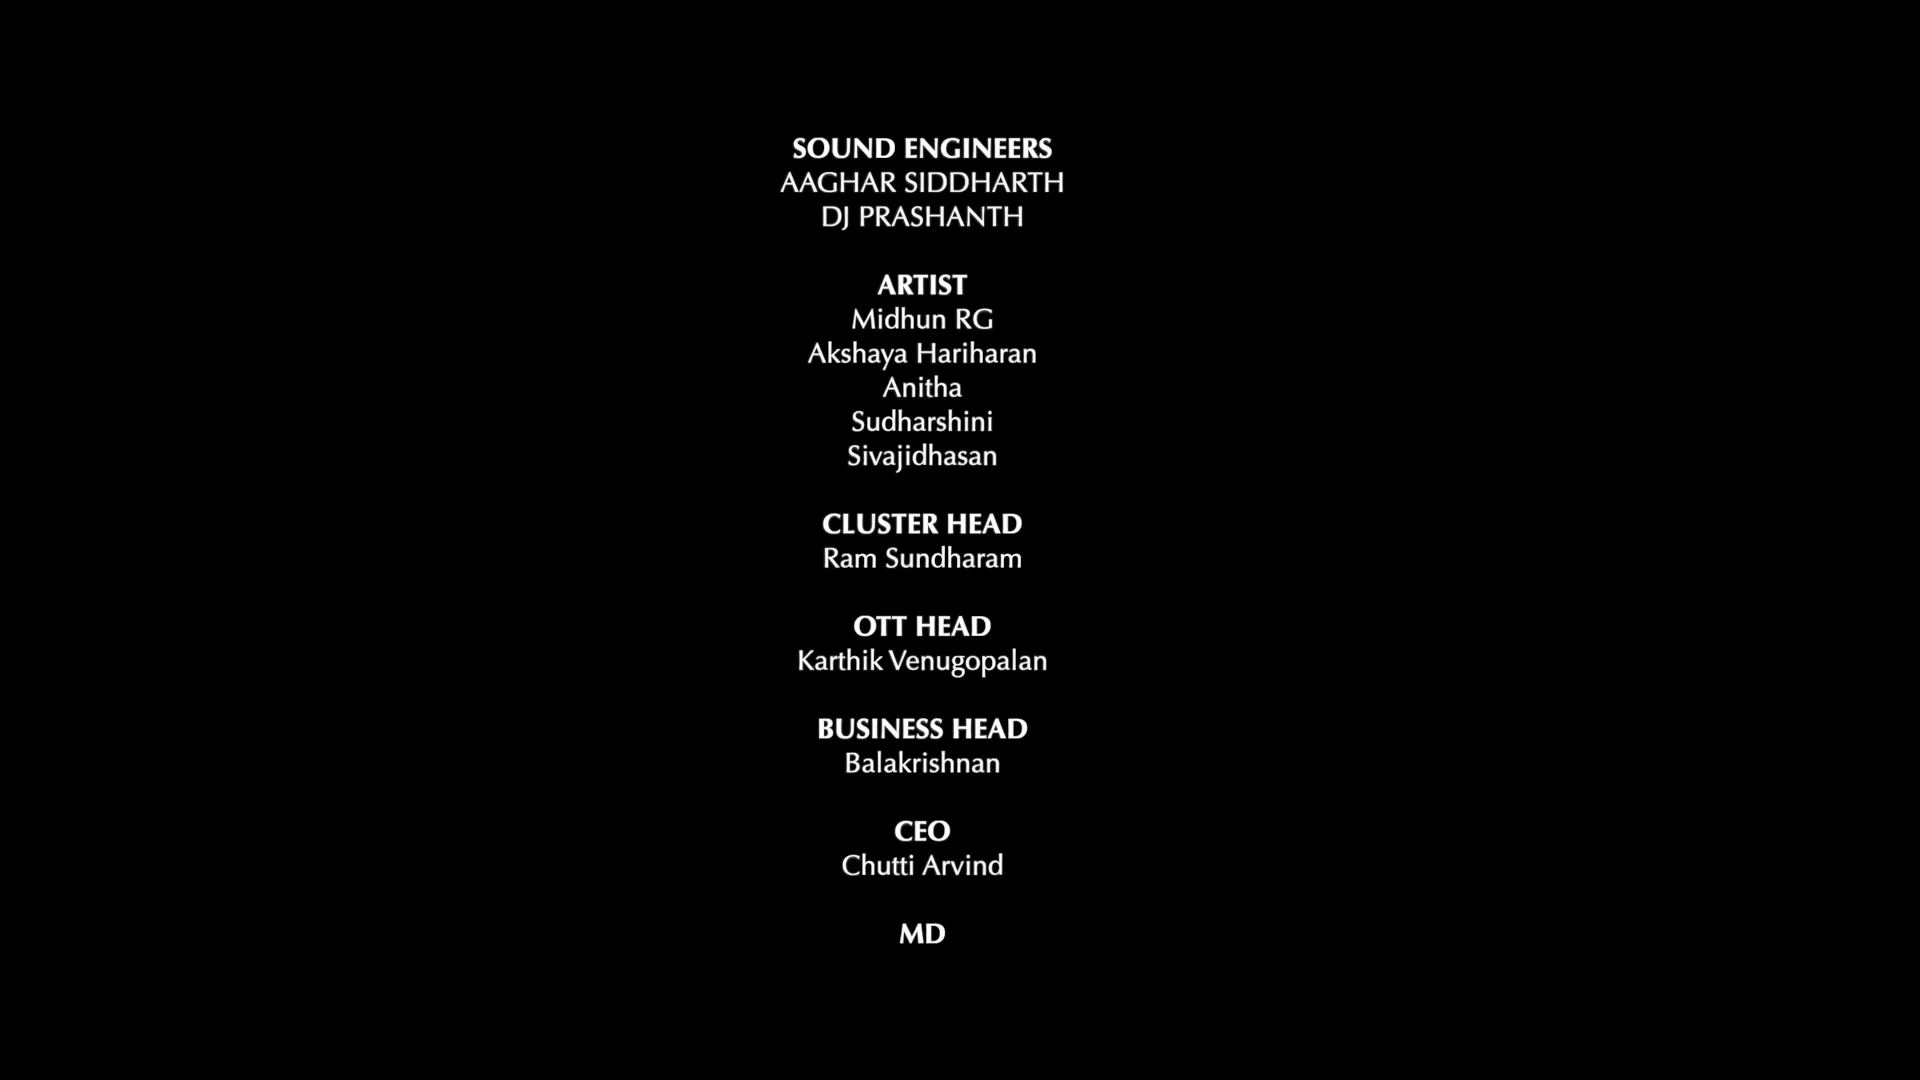 SOUND ENGINEERS
AAGHAR SIDDHARTH
DJ PRASHANTH
ARTIST
Midhun RG
Akshaya Hariharan
Anitha
Sudharshini
Sivajidhasan
CLUSTER HEAD
Ram Sundharam
OTT HEAD
Karthik Venugopalan
BUSINESS HEAD
Balakrishnan
CEO
Chutti Arvind
MD